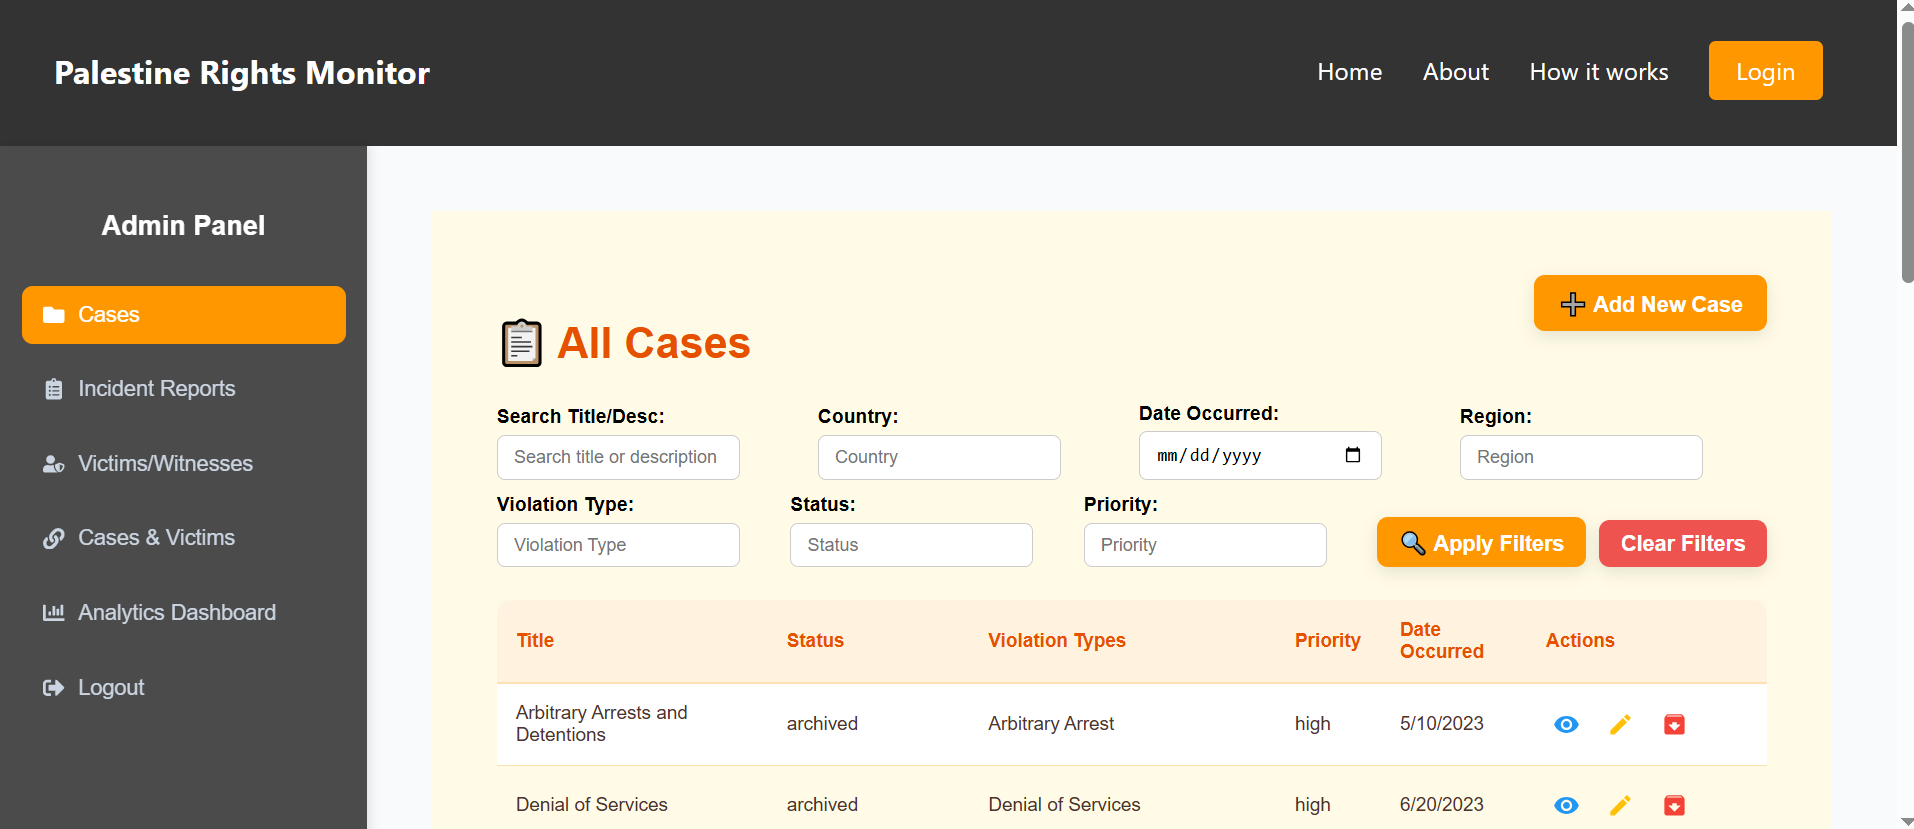 Palestine Rights Monitor
Home About How it works Login
Admin Panel
Cases
Incident Reports
Victims/Witnesses
Cases & Victims
Analytics Dashboard
Logout
Add New Case
All Cases
Search Title/Desc: Country: Date Occurred: Region:
Search title or description Country mm/dd/yyyy Region
Violation Type: Status: Priority:
Violation Type Status Priority Apply Filters Clear Filters
Title Status Violation Types Priority Date Occurred Actions
Arbitrary Arrests and Detentions archived Arbitrary Arrest high 5/10/2023
Denial of Services archived Denial of Services high 6/20/2023